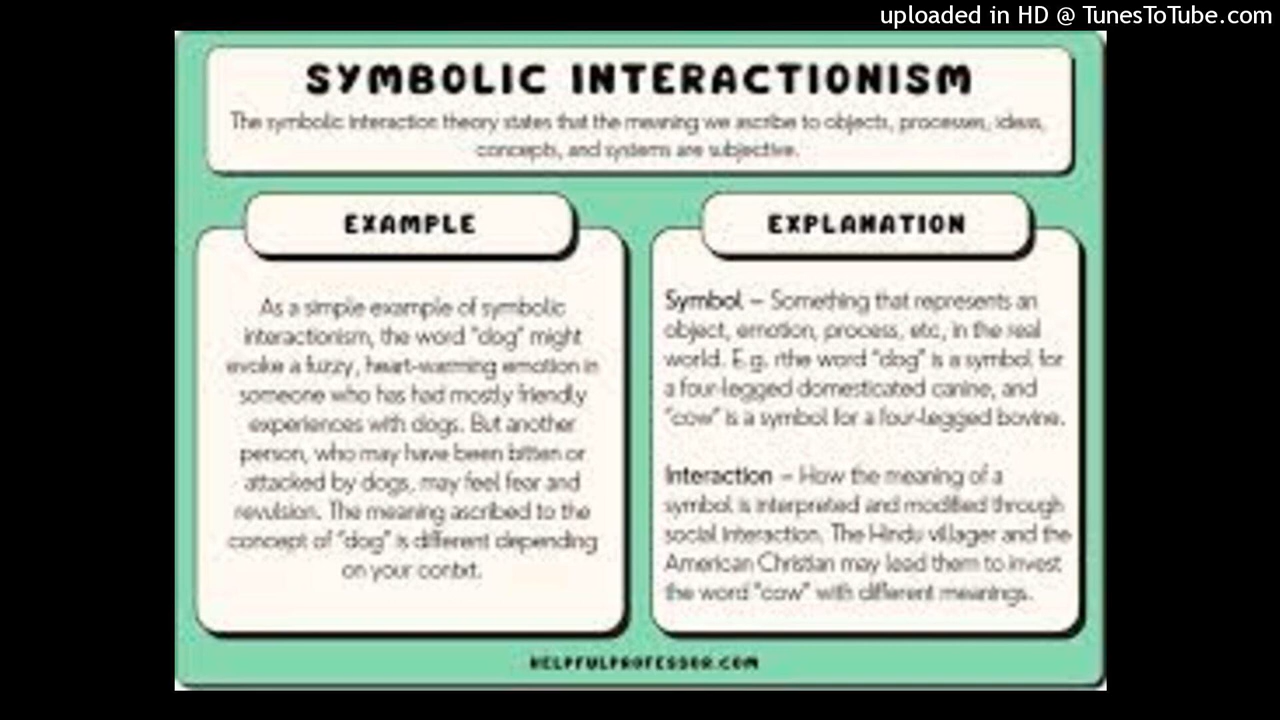 uploaded in HD @ TunesToTube.com
SYMBOLIC INTERACTIONISM
The symbolic interaction theory states that the meaning we ascribe to objects, processes, ideas,
concepts, and systems are subjective.
EXAMPLE
As a simple example of symbolic
interactionism, the word "dog" might
evoke a fuzzy, heart-warming emotion in
someone who has had mostly friendly
experiences with dogs. But another
person, who may have been bitten or
attacked by dogs, may feel fear and
revulsion. The meaning ascribed to the
concept of "dog" is different depending
on your contxt.
EXPLANATION
Symbol – Something that represents an
object, emotion, process, etc, in the real
world. E.g. rthe word "dog" is a symbol for
a four-legged domesticated canine, and
"cow" is a symbol for a four-legged bovine.
Interaction – How the meaning of a
symbol is interpreted and modified through
social interaction. The Hindu villager and the
American Christian may lead them to invest
the word "cow" with different meanings.
HELPFULPROFESSOR.COM